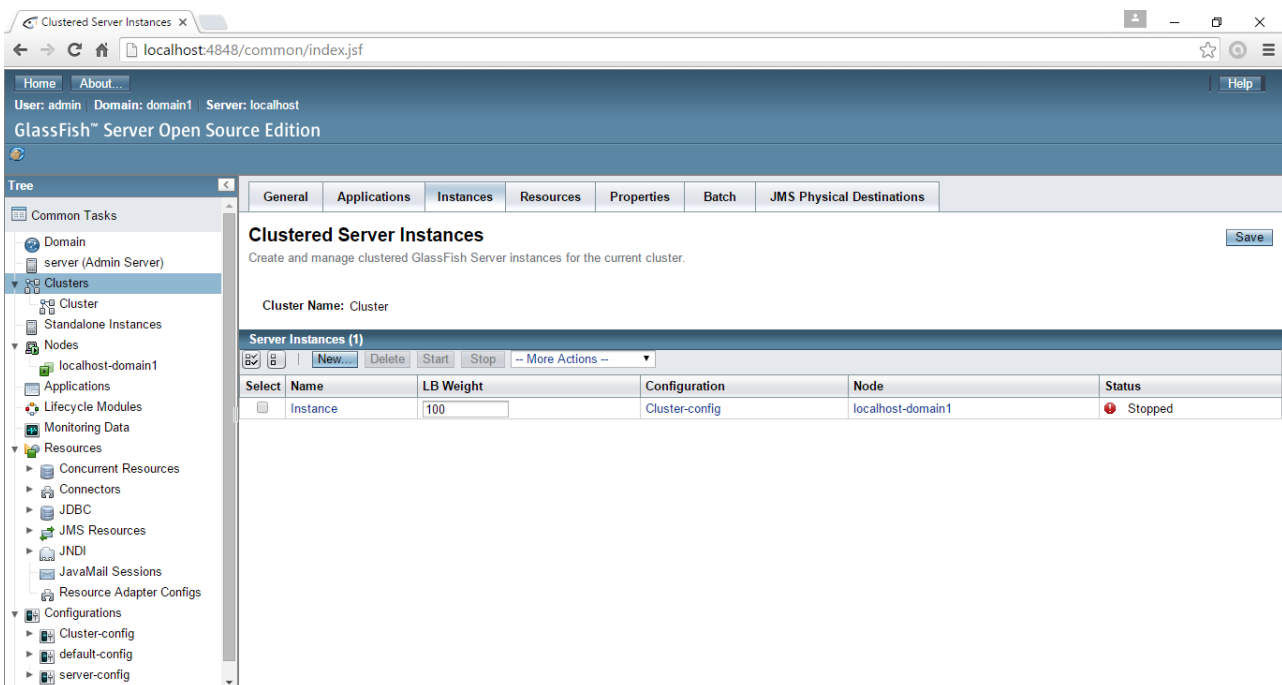 Clustered Server Instances
localhost:4848/common/index.jsf
Home About... Help
User: admin Domain: domain1 Server: localhost
GlassFish™ Server Open Source Edition
Tree
Common Tasks
Domain
server (Admin Server)
Clusters
Cluster
Standalone Instances
Nodes
localhost-domain1
Applications
Lifecycle Modules
Monitoring Data
Resources
Concurrent Resources
Connectors
JDBC
JMS Resources
JNDI
JavaMail Sessions
Resource Adapter Configs
Configurations
Cluster-config
default-config
server-config
General Applications Instances Resources Properties Batch JMS Physical Destinations
Clustered Server Instances
Save
Create and manage clustered GlassFish Server instances for the current cluster.
Cluster Name: Cluster
Server Instances (1)
New... Delete Start Stop -- More Actions --
Select Name LB Weight Configuration Node Status
Instance 100 Cluster-config localhost-domain1 Stopped